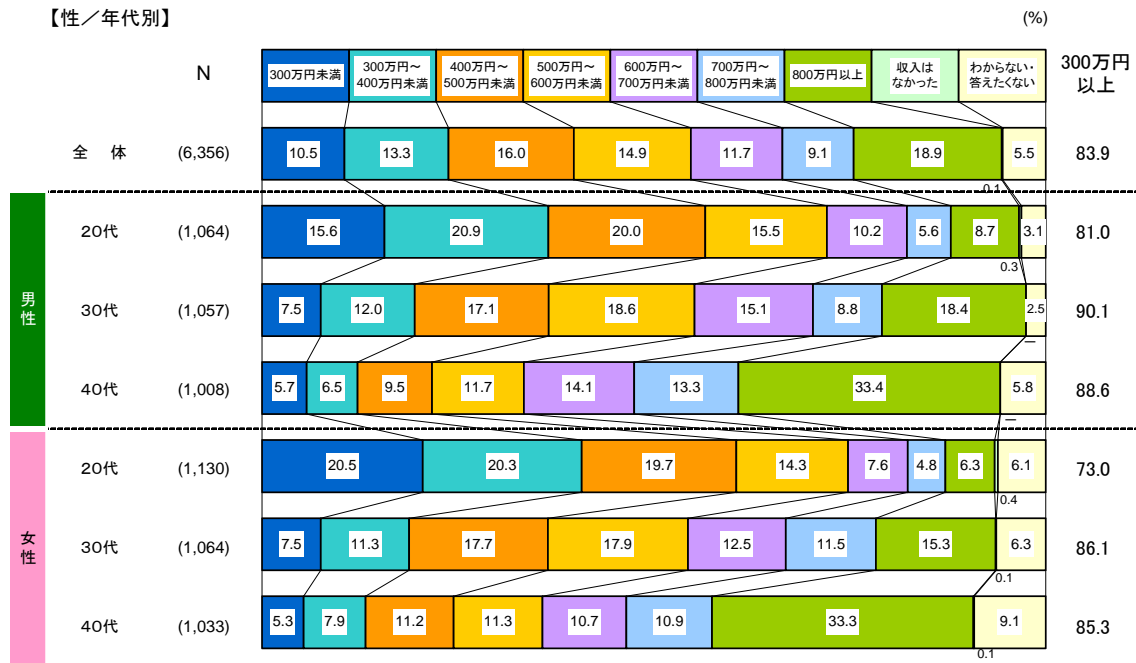 【性／年代別】
(%)
N
300万円未満
300万円～
400万円未満
400万円～
500万円未満
500万円～
600万円未満
600万円～
700万円未満
700万円～
800万円未満
800万円以上
収入は
なかった
わからない・
答えたくない
300万円
以上
全　体 (6,356) 10.5 13.3 16.0 14.9 11.7 9.1 18.9 5.5 83.9
0.1
男性
20代 (1,064) 15.6 20.9 20.0 15.5 10.2 5.6 8.7 3.1 81.0
0.3
30代 (1,057) 7.5 12.0 17.1 18.6 15.1 8.8 18.4 2.5 90.1
－
40代 (1,008) 5.7 6.5 9.5 11.7 14.1 13.3 33.4 5.8 88.6
－
女性
20代 (1,130) 20.5 20.3 19.7 14.3 7.6 4.8 6.3 6.1 73.0
0.4
30代 (1,064) 7.5 11.3 17.7 17.9 12.5 11.5 15.3 6.3 86.1
0.1
40代 (1,033) 5.3 7.9 11.2 11.3 10.7 10.9 33.3 9.1 85.3
0.1